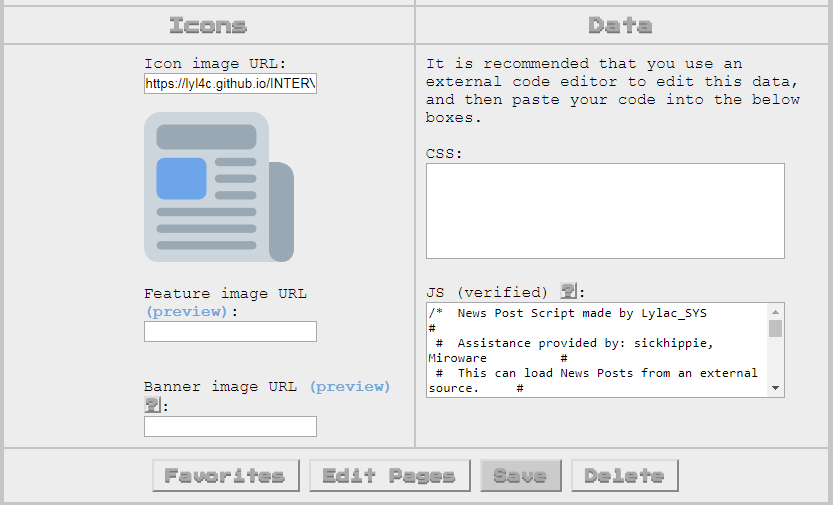 Icons
Icon image URL:
https://lyl4c.github.io/INTER
Feature image URL
(preview):
Banner image URL (preview)
?:
Data
It is recommended that you use an
external code editor to edit this data,
and then paste your code into the below
boxes.
CSS:
JS (verified) ?:
/*  News Post Script made by Lylac_SYS
#
 #  Assistance provided by: sickhippie,
Miroware          #
 #  This can load News Posts from an external
source.     #
Favorites Edit Pages Save Delete